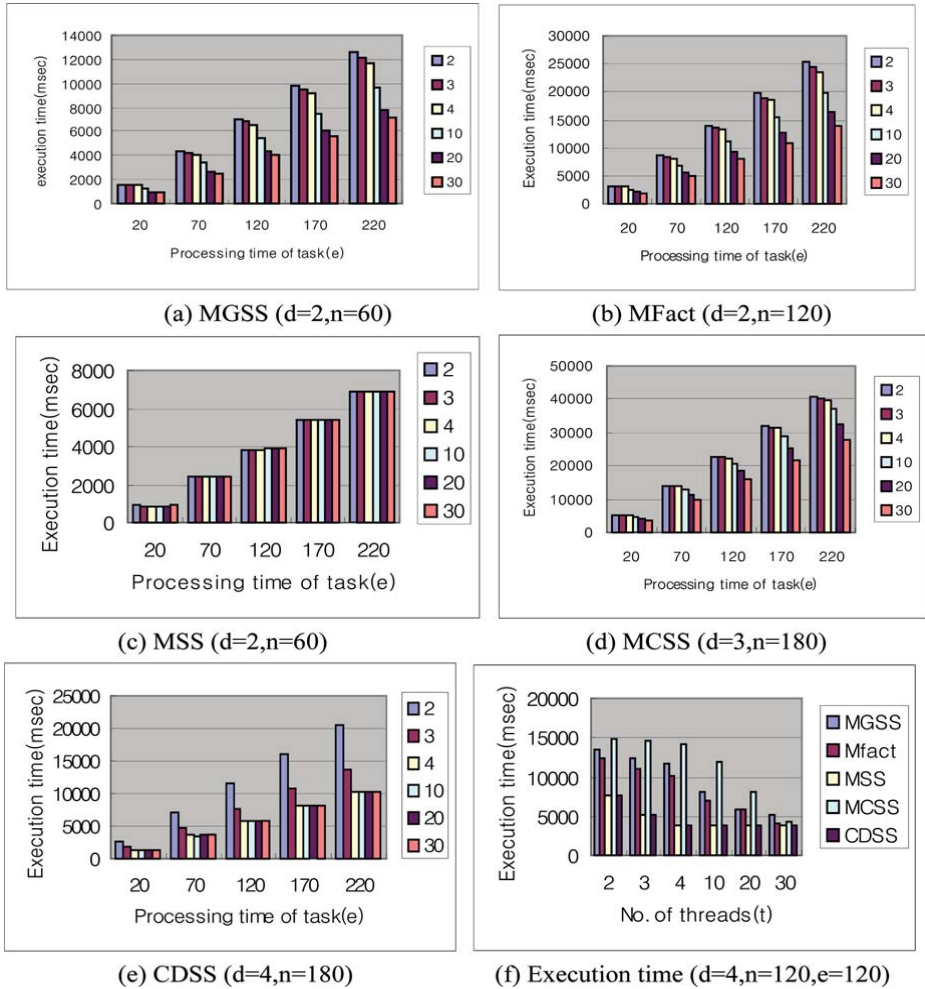 14000
12000
10000
8000
6000
4000
2000
0
execution time(msec)
20 70 120 170 220
Processing time of task(e)
2
3
4
10
20
30
(a) MGSS (d=2,n=60)
30000
25000
20000
15000
10000
5000
0
Execution time(msec)
20 70 120 170 220
Processing time of task(e)
2
3
4
10
20
30
(b) MFact (d=2,n=120)
8000
6000
4000
2000
0
Execution time(msec)
20 70 120 170 220
Processing time of task(e)
2
3
4
10
20
30
(c) MSS (d=2,n=60)
50000
40000
30000
20000
10000
0
Execution time(msec)
20 70 120 170 220
Processing time of task(e)
2
3
4
10
20
30
(d) MCSS (d=3,n=180)
25000
20000
15000
10000
5000
0
Execution time(msec)
20 70 120 170 220
Processing time of task(e)
2
3
4
10
20
30
(e) CDSS (d=4,n=180)
20000
15000
10000
5000
0
Execution time(msec)
2 3 4 10 20 30
No. of threads(t)
MGSS
Mfact
MSS
MCSS
CDSS
(f) Execution time (d=4,n=120,e=120)